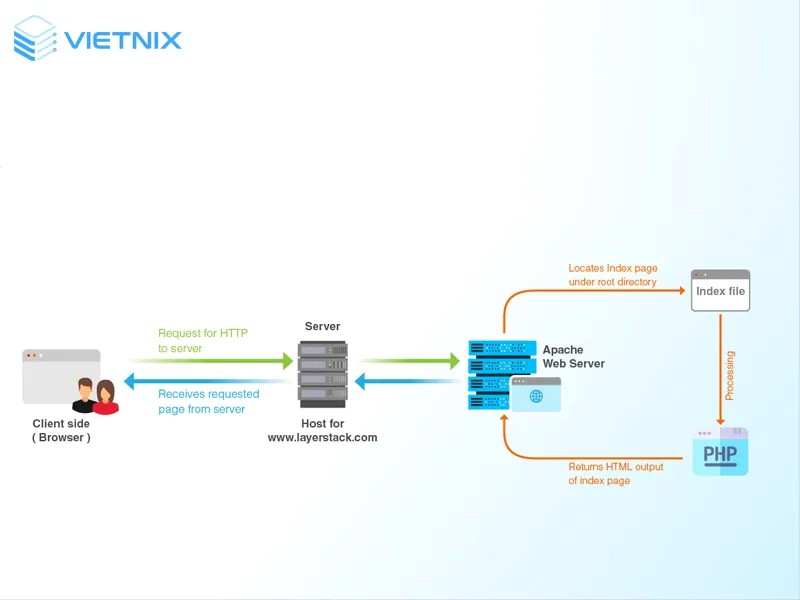 VIETNIX
Locates Index page
under root directory
Index file
Request for HTTP
to server
Server
Apache
Web Server
Processing
Receives requested
page from server
Client side
( Browser )
Host for
www.layerstack.com
PHP
Returns HTML output
of index page